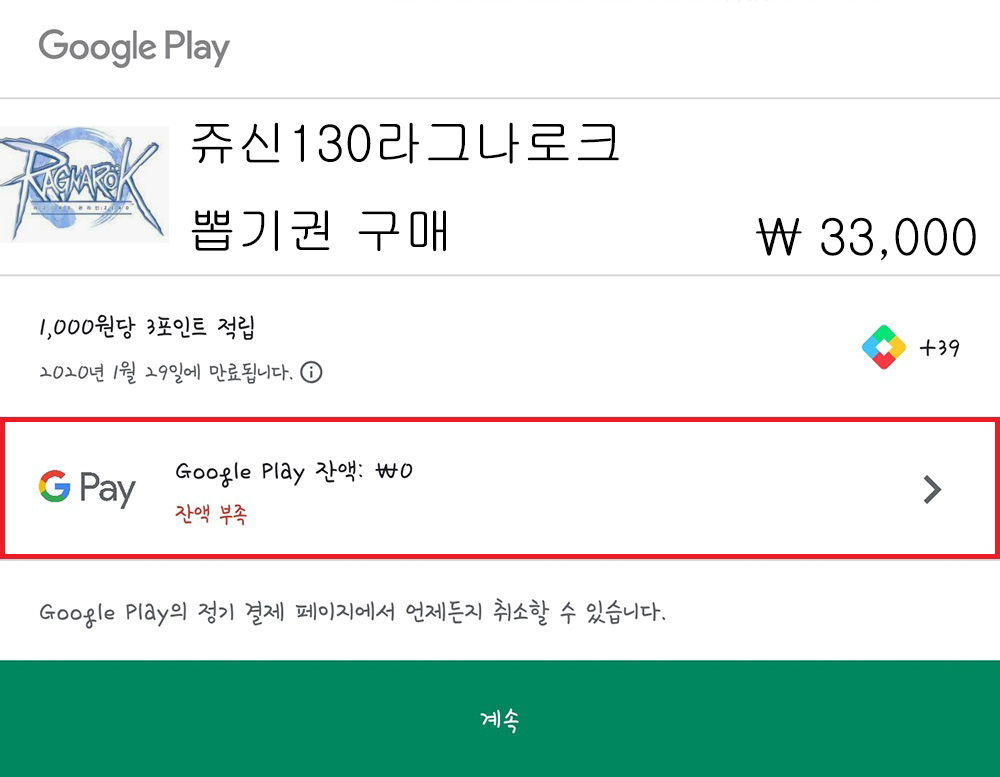 Google Play
쥬신130라그나로크
RAGNARÖK
뽑기권 구매
₩ 33,000
1,000원당 3포인트 적립
+39
2020년 1월 29일에 만료됩니다.
G Pay
Google Play 잔액: ₩0
잔액 부족
Google Play의 정기 결제 페이지에서 언제든지 취소할 수 있습니다.
계속